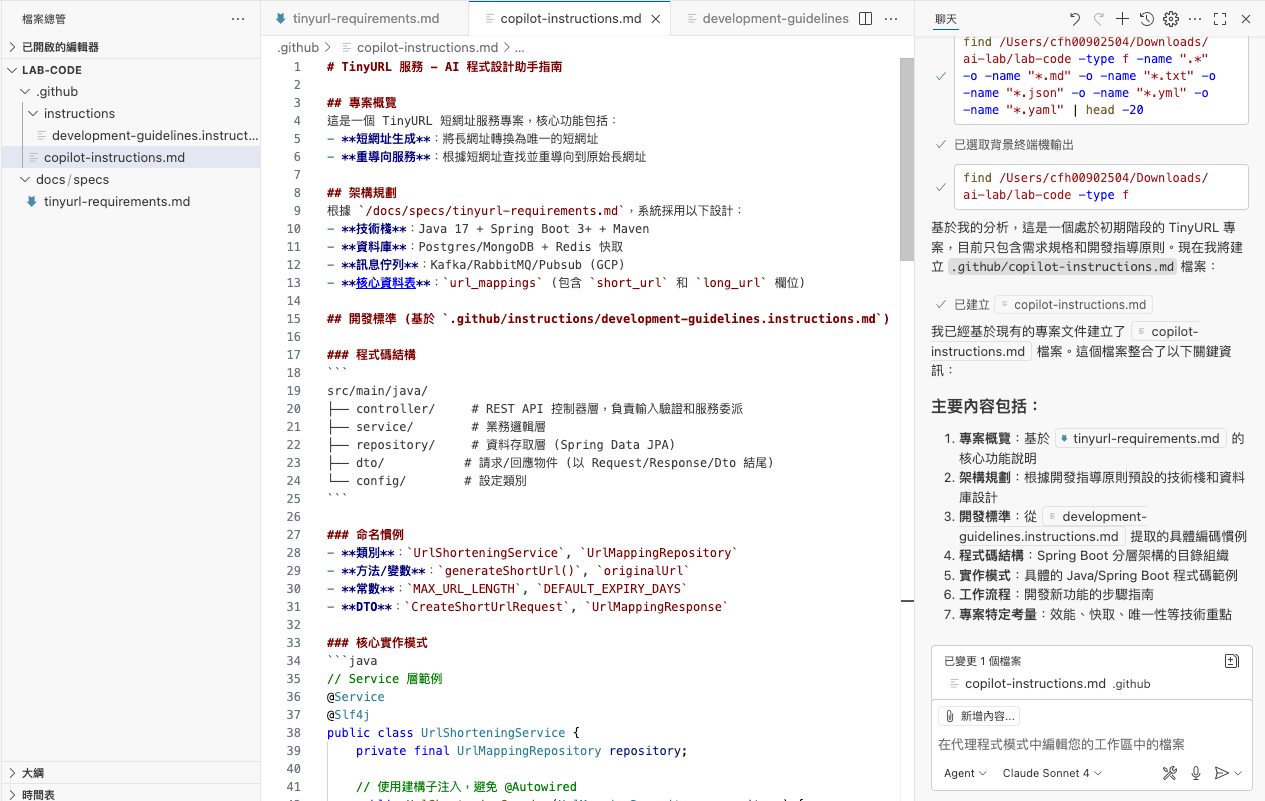 檔案總管
已開啟的編輯器
LAB-CODE
.github
instructions
development-guidelines.instruct...
copilot-instructions.md
docs/specs
tinyurl-requirements.md
大綱
時間表
tinyurl-requirements.md
copilot-instructions.md
development-guidelines
.github > copilot-instructions.md > ...
1 # TinyURL 服務 - AI 程式設計助手指南
2
3 ## 專案概覽
4 這是一個 TinyURL 短網址服務專案，核心功能包括：
5 - **短網址生成**：將長網址轉換為唯一的短網址
6 - **重導向服務**：根據短網址查找並重導向到原始長網址
7
8 ## 架構規劃
9 根據 `/docs/specs/tinyurl-requirements.md`，系統採用以下設計：
10 - **技術棧**：Java 17 + Spring Boot 3+ + Maven
11 - **資料庫**：Postgres/MongoDB + Redis 快取
12 - **訊息佇列**：Kafka/RabbitMQ/Pubsub (GCP)
13 - **核心資料表**：`url_mappings` (包含 `short_url` 和 `long_url` 欄位)
14
15 ## 開發標準 (基於 `.github/instructions/development-guidelines.instructions.md`)
16
17 ### 程式碼結構
18 ```
19 src/main/java/
20 ├── controller/     # REST API 控制器層，負責輸入驗證和服務委派
21 ├── service/        # 業務邏輯層
22 ├── repository/     # 資料存取層 (Spring Data JPA)
23 ├── dto/           # 請求/回應物件 (以 Request/Response/Dto 結尾)
24 └── config/        # 設定類別
25 ```
26
27 ### 命名慣例
28 - **類別**：`UrlShorteningService`, `UrlMappingRepository`
29 - **方法/變數**：`generateShortUrl()`, `originalUrl`
30 - **常數**：`MAX_URL_LENGTH`, `DEFAULT_EXPIRY_DAYS`
31 - **DTO**：`CreateShortUrlRequest`, `UrlMappingResponse`
32
33 ### 核心實作模式
34 ```java
35 // Service 層範例
36 @Service
37 @Slf4j
38 public class UrlShorteningService {
39 private final UrlMappingRepository repository;
40
41 // 使用建構子注入，避免 @Autowired
聊天
find /Users/cfh00902504/Downloads/
ai-lab/lab-code -type f -name ".*"
-o -name "*.md" -o -name "*.txt" -o
-name "*.json" -o -name "*.yml" -o
-name "*.yaml" | head -20
已選取背景終端機輸出
find /Users/cfh00902504/Downloads/
ai-lab/lab-code -type f
基於我的分析，這是一個處於初期階段的 TinyURL 專
案，目前只包含需求規格和開發指導原則。現在我將建
立 .github/copilot-instructions.md 檔案：
已建立 copilot-instructions.md
我已經基於現有的專案文件建立了 copilot-
instructions.md 檔案。這個檔案整合了以下關鍵資
訊：
主要內容包括：
1. 專案概覽：基於 tinyurl-requirements.md 的
核心功能說明
2. 架構規劃：根據開發指導原則預設的技術棧和資料
庫設計
3. 開發標準：從 development-
guidelines.instructions.md 提取的具體編碼慣例
4. 程式碼結構：Spring Boot 分層架構的目錄組織
5. 實作模式：具體的 Java/Spring Boot 程式碼範例
6. 工作流程：開發新功能的步驟指南
7. 專案特定考量：效能、快取、唯一性等技術重點
已變更 1 個檔案
copilot-instructions.md .github
新增內容...
在代理程式模式中編輯您的工作區中的檔案
Agent
Claude Sonnet 4